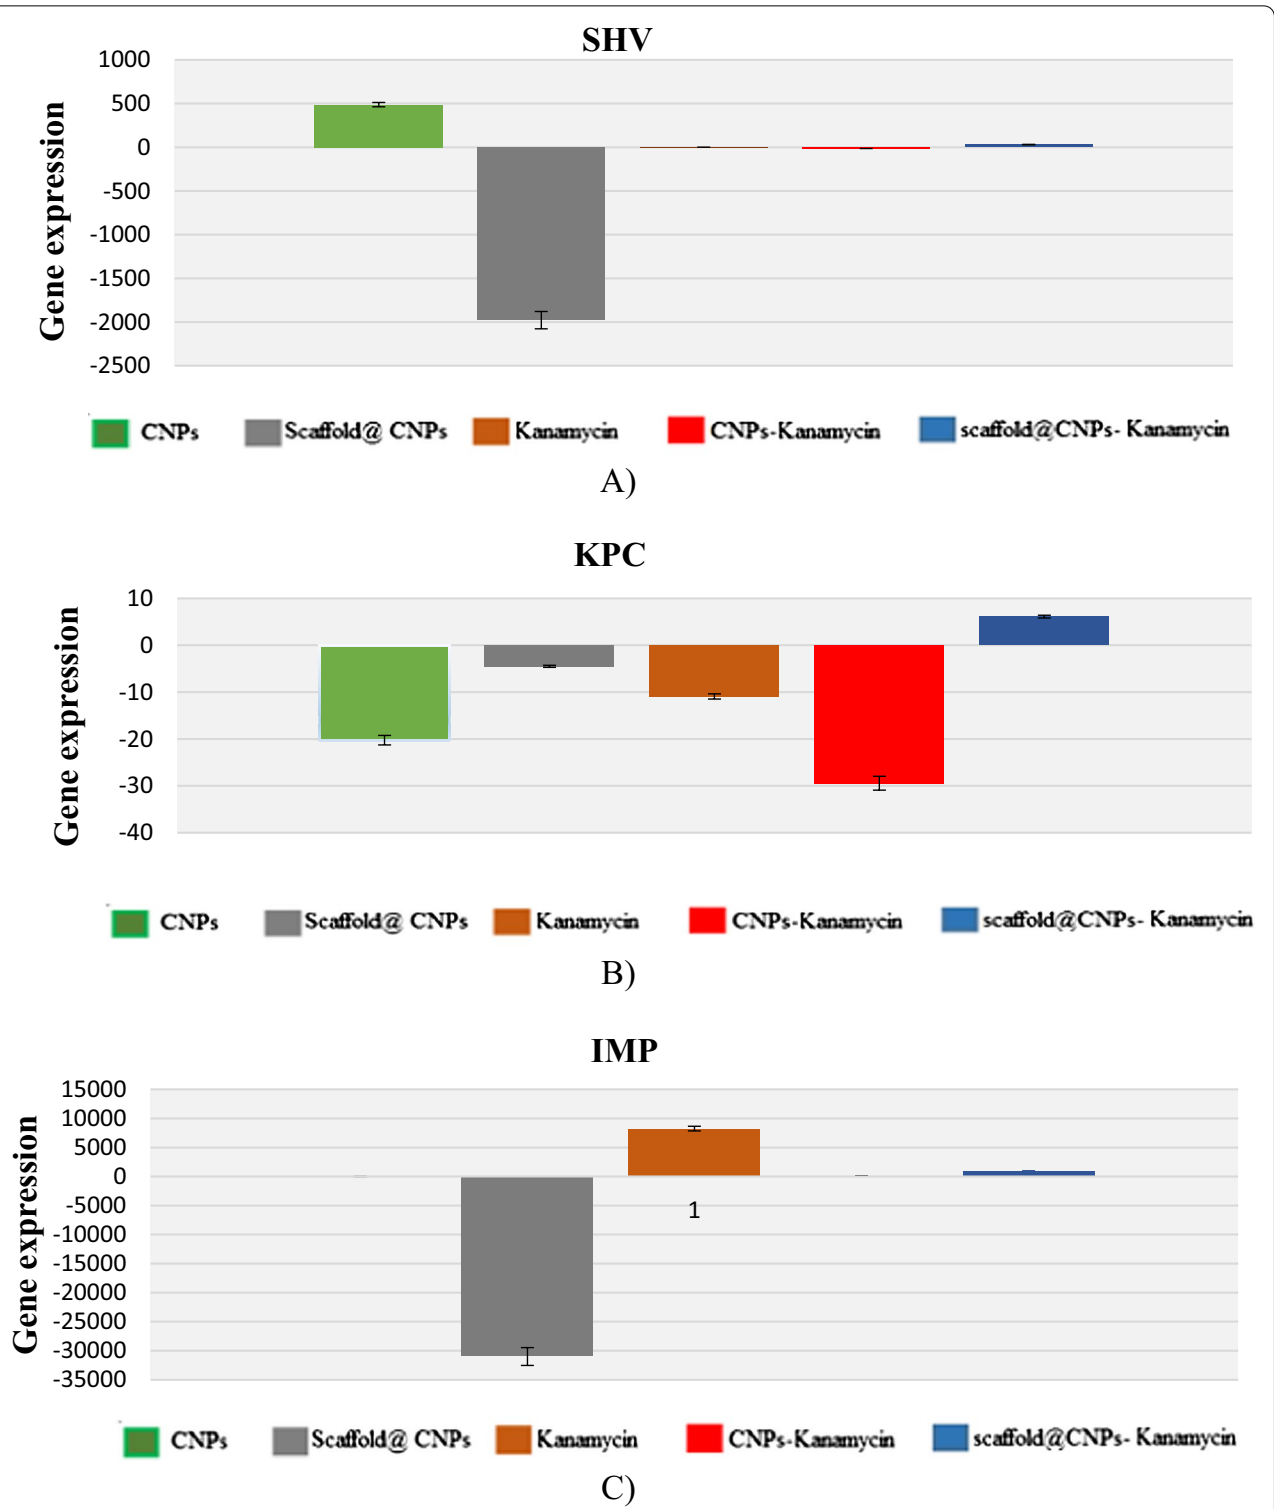 SHV
1000
500
0
-500
-1000
-1500
-2000
-2500
Gene expression
CNPs Scaffold@ CNPs Kanamycin CNPs-Kanamycin scaffold@CNPs- Kanamycin
A)
KPC
10
0
-10
-20
-30
-40
Gene expression
CNPs Scaffold@ CNPs Kanamycin CNPs-Kanamycin scaffold@CNPs- Kanamycin
B)
IMP
15000
10000
5000
0
-5000
-10000
-15000
-20000
-25000
-30000
-35000
Gene expression
1
CNPs Scaffold@ CNPs Kanamycin CNPs-Kanamycin scaffold@CNPs- Kanamycin
C)